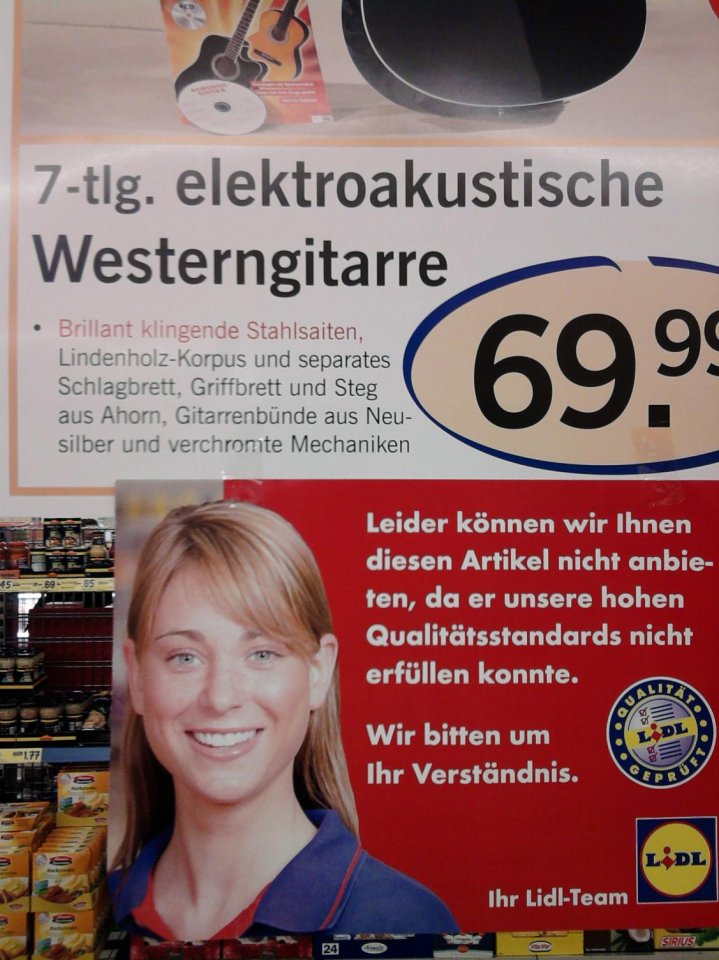 7-tlg. elektroakustische
Westerngitarre
• Brillant klingende Stahlsaiten,
Lindenholz-Korpus und separates
Schlagbrett, Griffbrett und Steg
aus Ahorn, Gitarrenbünde aus Neu-
silber und verchromte Mechaniken
69.99
Leider können wir Ihnen
diesen Artikel nicht anbie-
ten, da er unsere hohen
Qualitätsstandards nicht
erfüllen konnte.
Wir bitten um
Ihr Verständnis.
QUALITÄT
LIDL
GEPRÜFT
LIDL
Ihr Lidl-Team
-.69
1.77
24
SIRIUS